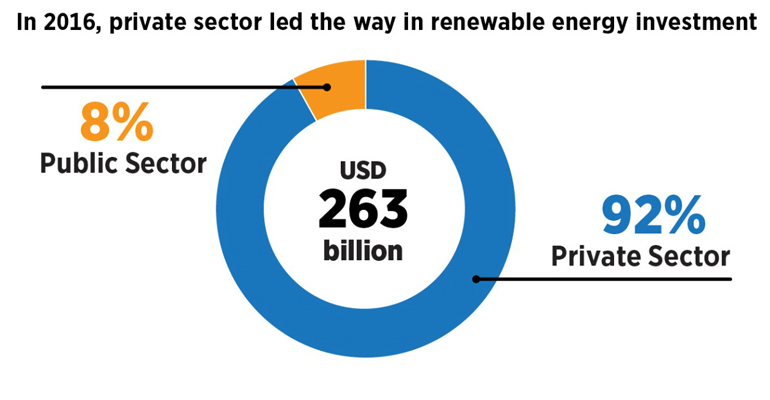 In 2016, private sector led the way in renewable energy investment
8%
Public Sector
USD
263
billion
92%
Private Sector